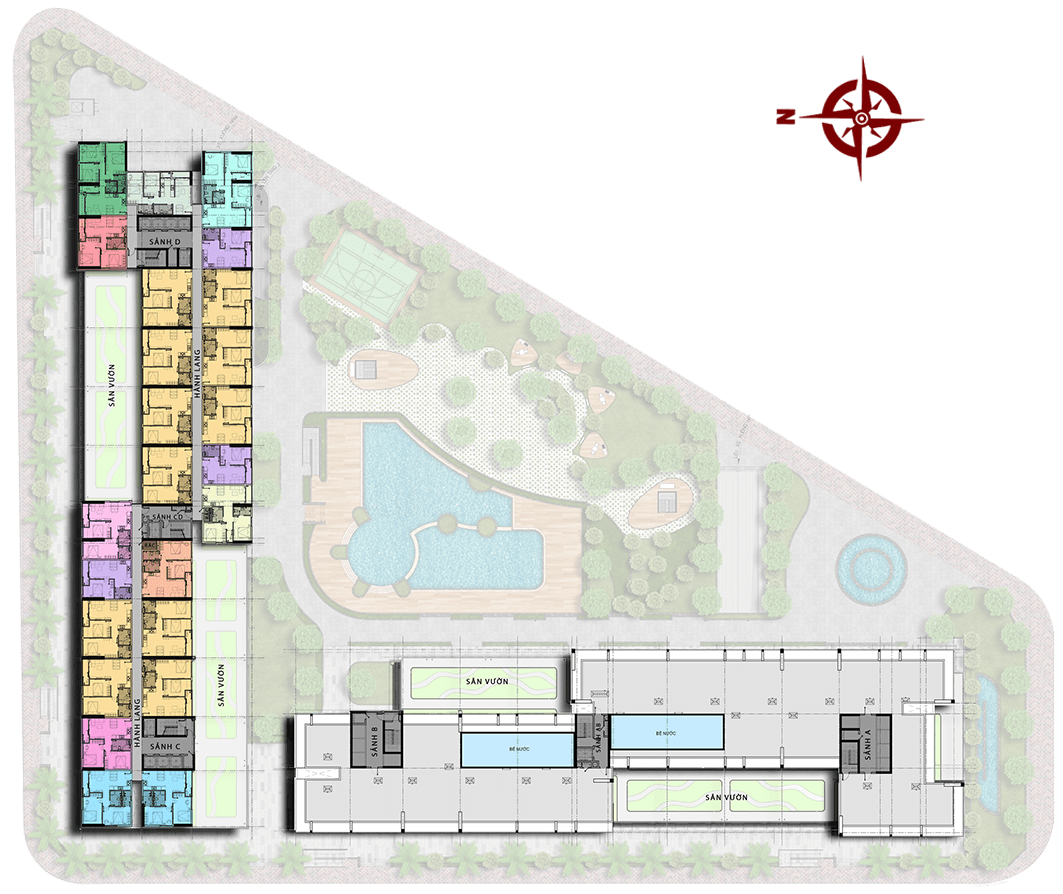 N
SẢNH D
HÀNH LANG
SÂN VƯỜN
SẢNH CD
RÁC
SÂN VƯỜN
HÀNH LANG
SẢNH C
SÂN VƯỜN
SẢNH B
BỂ NƯỚC
SẢNH AB
BỂ NƯỚC
SẢNH A
SÂN VƯỜN